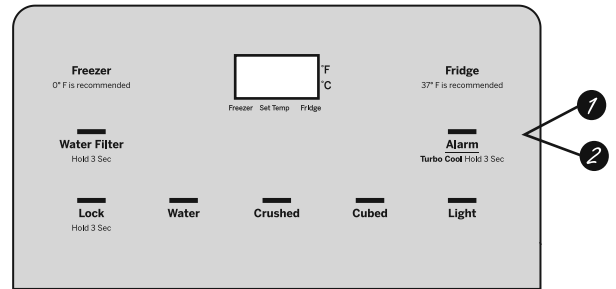 Freezer
0° F is recommended
°F
°C
Freezer Set Temp Fridge
Fridge
37° F is recommended
Water Filter
Hold 3 Sec
Alarm
Turbo Cool Hold 3 Sec
1
2
Lock
Hold 3 Sec
Water
Crushed
Cubed
Light